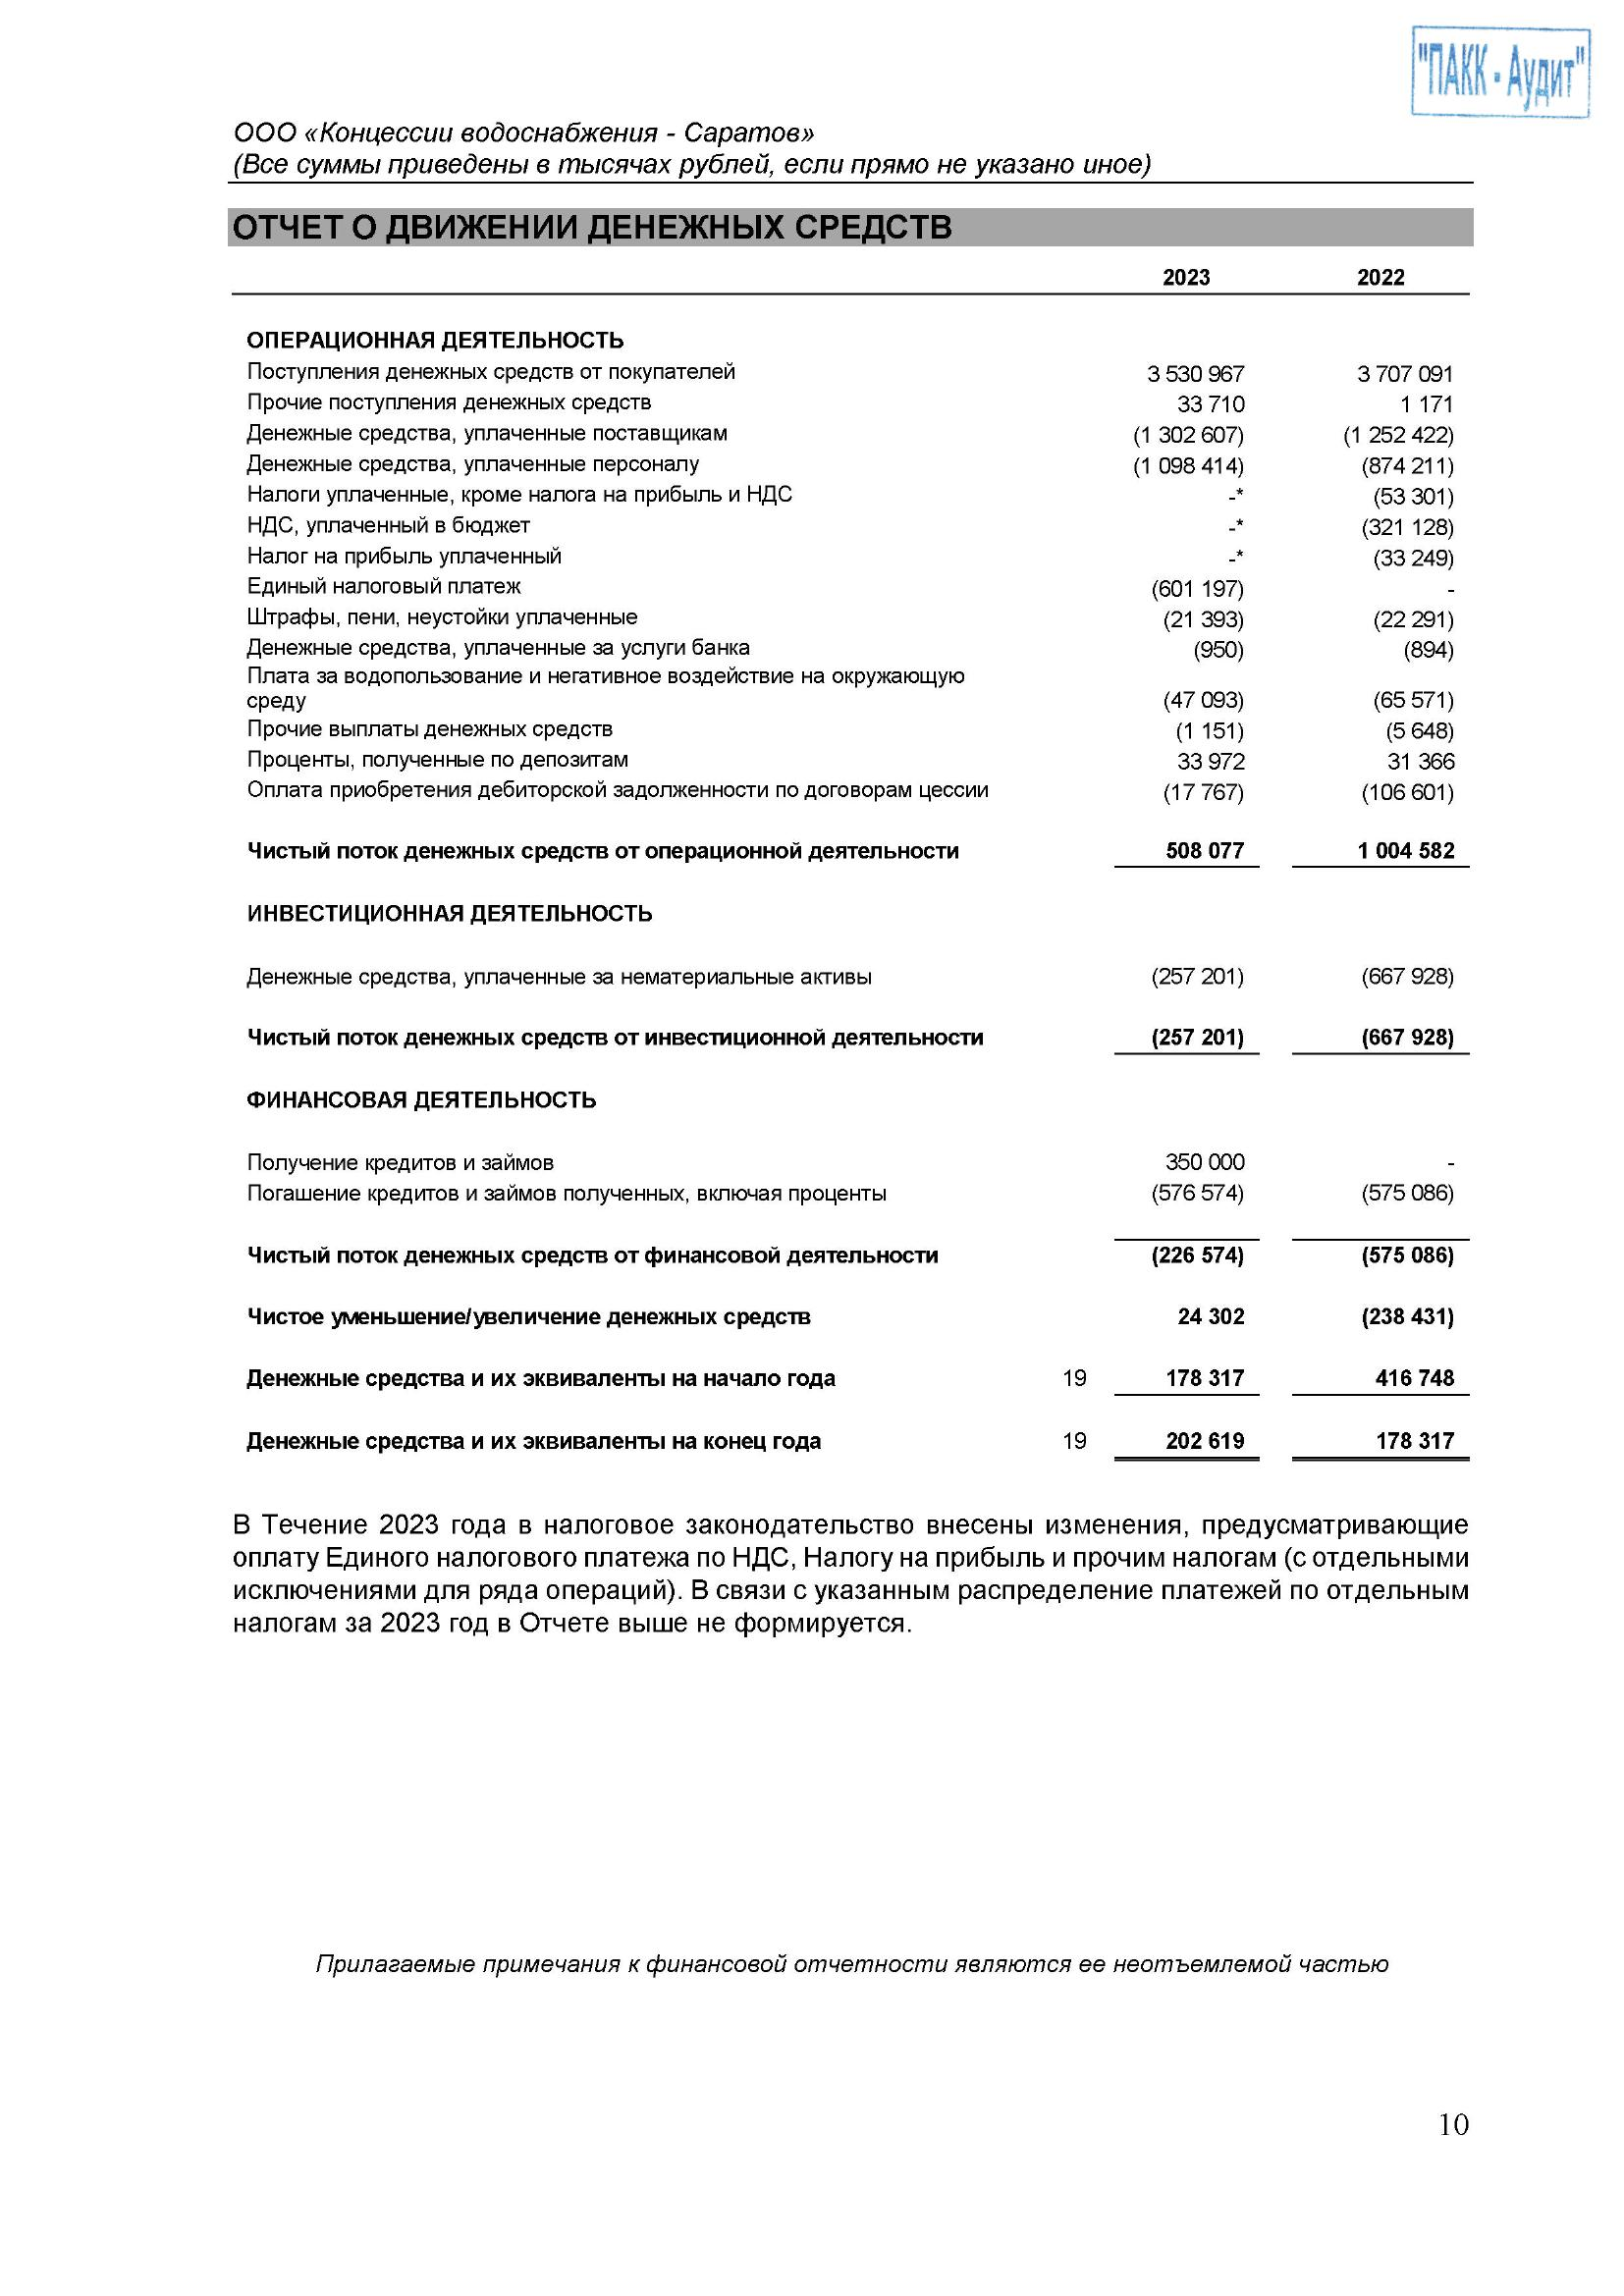 "ПАКК - Аудит"
ООО «Концессии водоснабжения - Саратов»
(Все суммы приведены в тысячах рублей, если прямо не указано иное)
ОТЧЕТ О ДВИЖЕНИИ ДЕНЕЖНЫХ СРЕДСТВ
2023 2022
ОПЕРАЦИОННАЯ ДЕЯТЕЛЬНОСТЬ
Поступления денежных средств от покупателей 3 530 967 3 707 091
Прочие поступления денежных средств 33 710 1 171
Денежные средства, уплаченные поставщикам (1 302 607) (1 252 422)
Денежные средства, уплаченные персоналу (1 098 414) (874 211)
Налоги уплаченные, кроме налога на прибыль и НДС -* (53 301)
НДС, уплаченный в бюджет -* (321 128)
Налог на прибыль уплаченный -* (33 249)
Единый налоговый платеж (601 197) -
Штрафы, пени, неустойки уплаченные (21 393) (22 291)
Денежные средства, уплаченные за услуги банка (950) (894)
Плата за водопользование и негативное воздействие на окружающую
среду (47 093) (65 571)
Прочие выплаты денежных средств (1 151) (5 648)
Проценты, полученные по депозитам 33 972 31 366
Оплата приобретения дебиторской задолженности по договорам цессии (17 767) (106 601)
Чистый поток денежных средств от операционной деятельности 508 077 1 004 582
ИНВЕСТИЦИОННАЯ ДЕЯТЕЛЬНОСТЬ
Денежные средства, уплаченные за нематериальные активы (257 201) (667 928)
Чистый поток денежных средств от инвестиционной деятельности (257 201) (667 928)
ФИНАНСОВАЯ ДЕЯТЕЛЬНОСТЬ
Получение кредитов и займов 350 000 -
Погашение кредитов и займов полученных, включая проценты (576 574) (575 086)
Чистый поток денежных средств от финансовой деятельности (226 574) (575 086)
Чистое уменьшение/увеличение денежных средств 24 302 (238 431)
Денежные средства и их эквиваленты на начало года 19 178 317 416 748
Денежные средства и их эквиваленты на конец года 19 202 619 178 317
В Течение 2023 года в налоговое законодательство внесены изменения, предусматривающие
оплату Единого налогового платежа по НДС, Налогу на прибыль и прочим налогам (с отдельными
исключениями для ряда операций). В связи с указанным распределение платежей по отдельным
налогам за 2023 год в Отчете выше не формируется.
Прилагаемые примечания к финансовой отчетности являются ее неотъемлемой частью
10